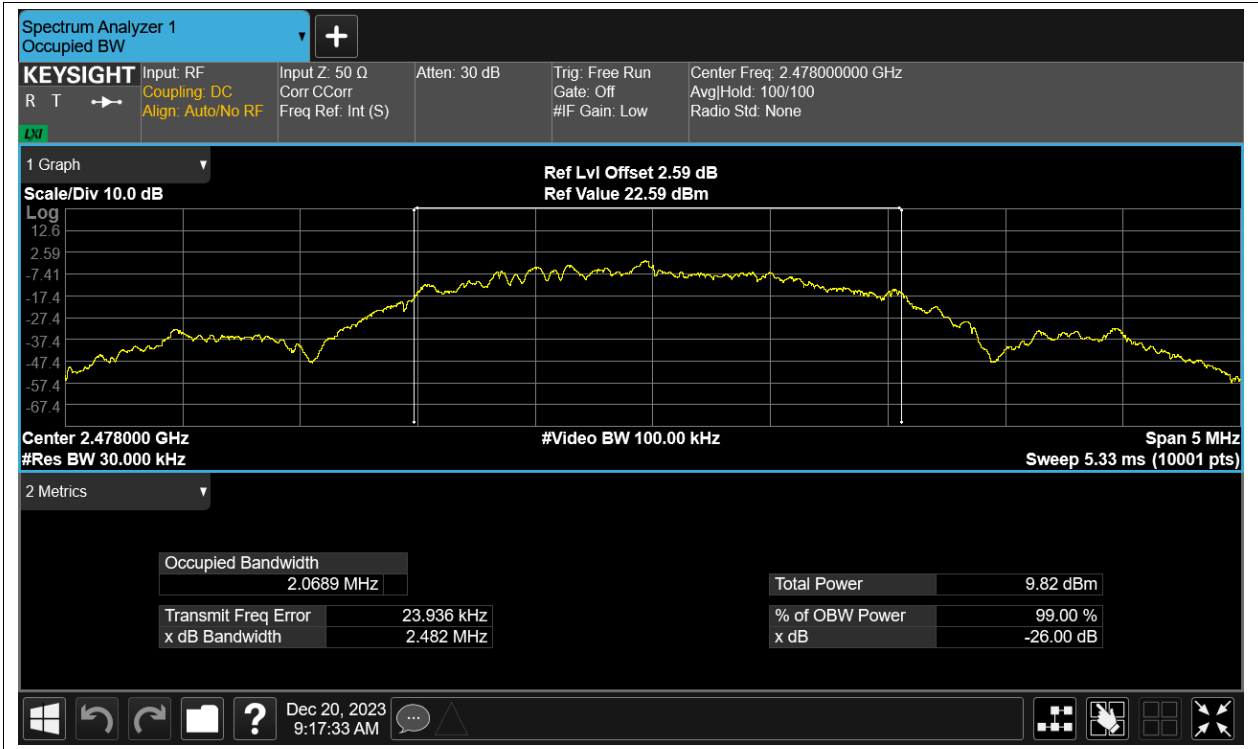 Spectrum Analyzer 1
Occupied BW
KEYSIGHT
R T
LXI
Input: RF
Coupling: DC
Align: Auto/No RF
Input Z: 50 Ω
Corr CCorr
Freq Ref: Int (S)
Atten: 30 dB
Trig: Free Run
Gate: Off
#IF Gain: Low
Center Freq: 2.478000000 GHz
Avg|Hold: 100/100
Radio Std: None
1 Graph
Scale/Div 10.0 dB
Ref Lvl Offset 2.59 dB
Ref Value 22.59 dBm
Log
12.6
2.59
-7.41
-17.4
-27.4
-37.4
-47.4
-57.4
-67.4
Center 2.478000 GHz
#Res BW 30.000 kHz
#Video BW 100.00 kHz
Span 5 MHz
Sweep 5.33 ms (10001 pts)
2 Metrics
Occupied Bandwidth
2.0689 MHz
Transmit Freq Error 23.936 kHz
x dB Bandwidth 2.482 MHz
Total Power 9.82 dBm
% of OBW Power 99.00 %
x dB -26.00 dB
?
Dec 20, 2023
9:17:33 AM